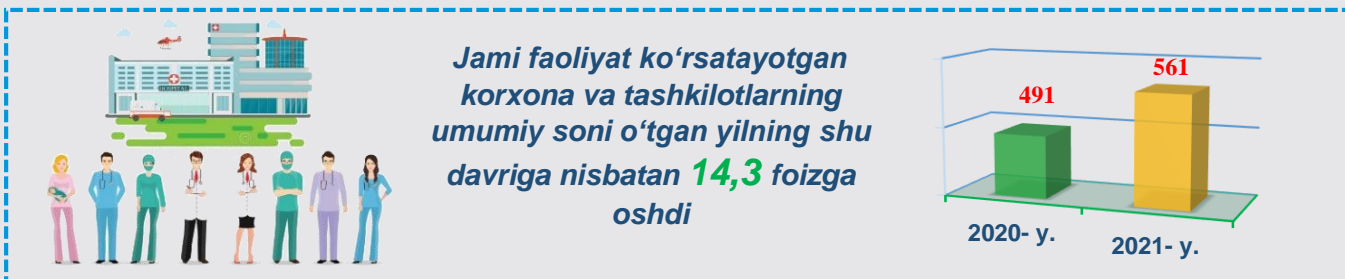 HOSPITAL
Jami faoliyat ko‘rsatayotgan
korxona va tashkilotlarning
umumiy soni o‘tgan yilning shu
davriga nisbatan 14,3 foizga
oshdi
491
561
2020- y.
2021- y.